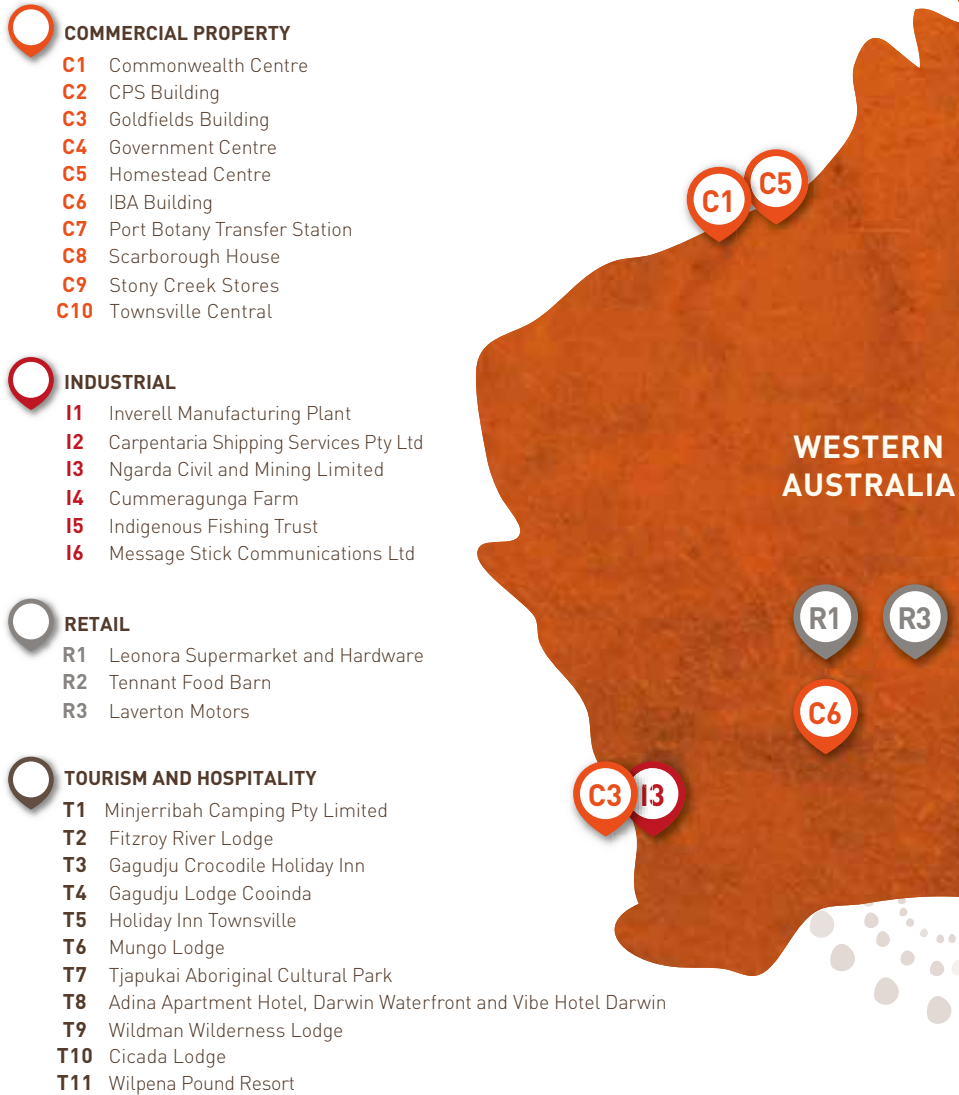 COMMERCIAL PROPERTY
C1 Commonwealth Centre
C2 CPS Building
C3 Goldfields Building
C4 Government Centre
C5 Homestead Centre
C6 IBA Building
C7 Port Botany Transfer Station
C8 Scarborough House
C9 Stony Creek Stores
C10 Townsville Central
INDUSTRIAL
I1 Inverell Manufacturing Plant
I2 Carpentaria Shipping Services Pty Ltd
I3 Ngarda Civil and Mining Limited
I4 Cummeragunga Farm
I5 Indigenous Fishing Trust
I6 Message Stick Communications Ltd
RETAIL
R1 Leonora Supermarket and Hardware
R2 Tennant Food Barn
R3 Laverton Motors
TOURISM AND HOSPITALITY
T1 Minjerribah Camping Pty Limited
T2 Fitzroy River Lodge
T3 Gagudju Crocodile Holiday Inn
T4 Gagudju Lodge Cooinda
T5 Holiday Inn Townsville
T6 Mungo Lodge
T7 Tjapukai Aboriginal Cultural Park
T8 Adina Apartment Hotel, Darwin Waterfront and Vibe Hotel Darwin
T9 Wildman Wilderness Lodge
T10 Cicada Lodge
T11 Wilpena Pound Resort
C1 C5
WESTERN
AUSTRALIA
R1 R3
C6
C3 I3